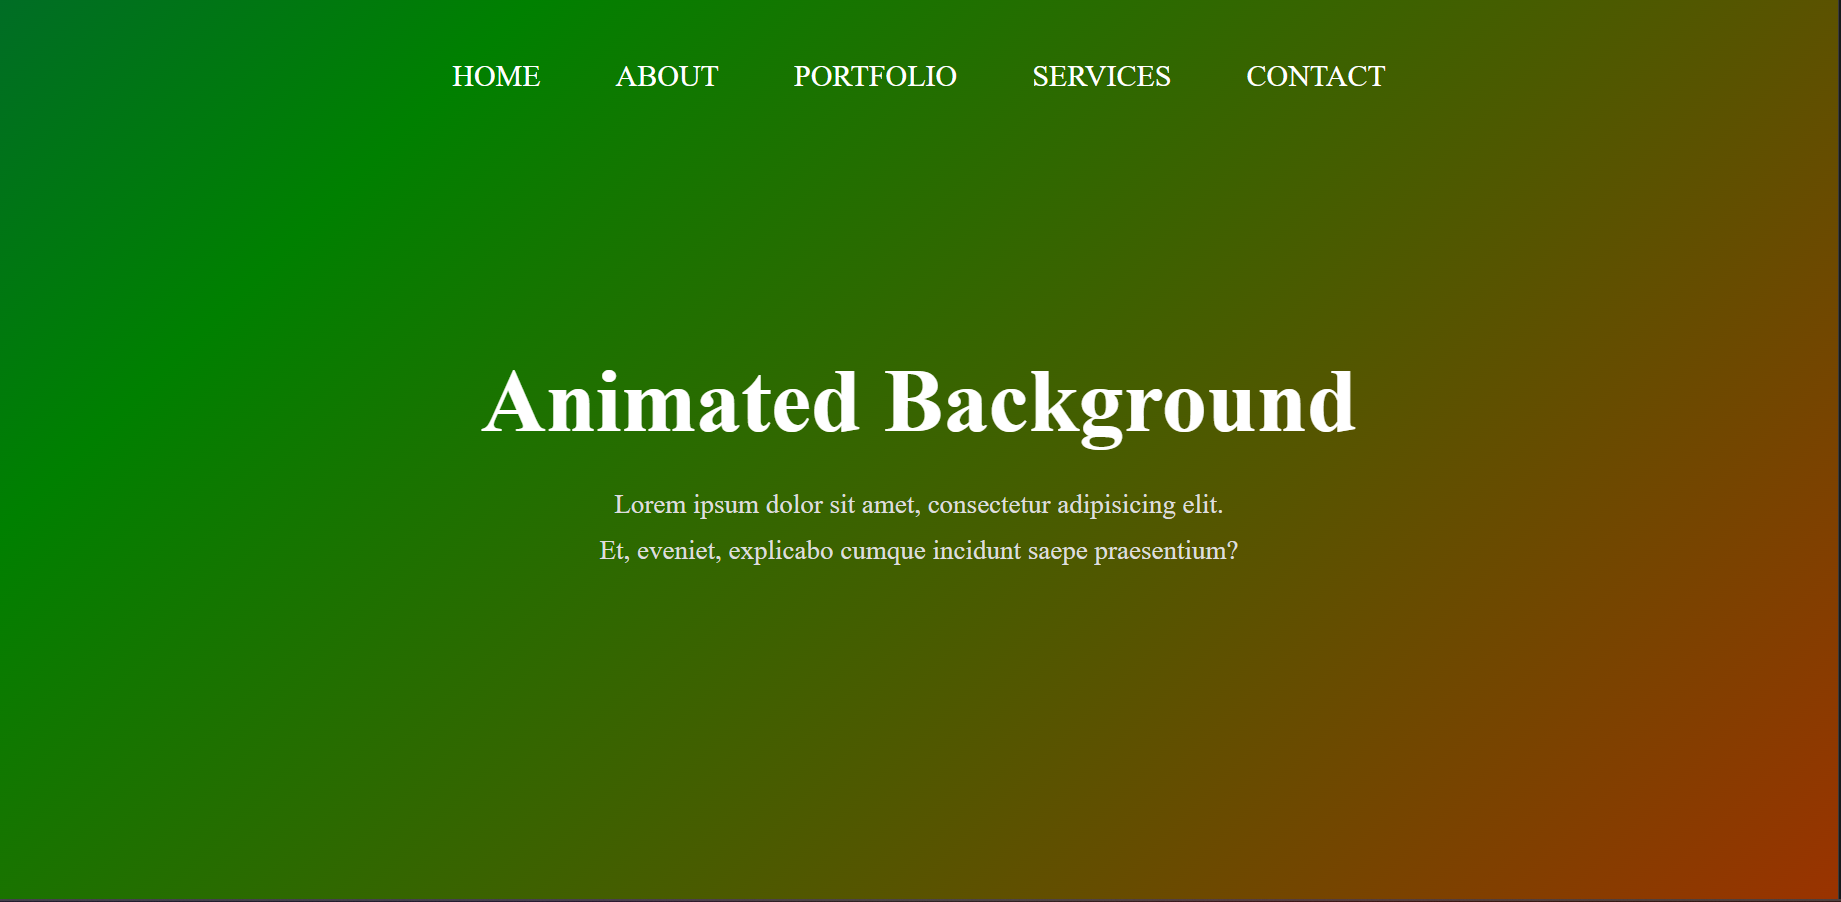 HOME ABOUT PORTFOLIO SERVICES CONTACT
Animated Background
Lorem ipsum dolor sit amet, consectetur adipisicing elit.
Et, eveniet, explicabo cumque incidunt saepe praesentium?